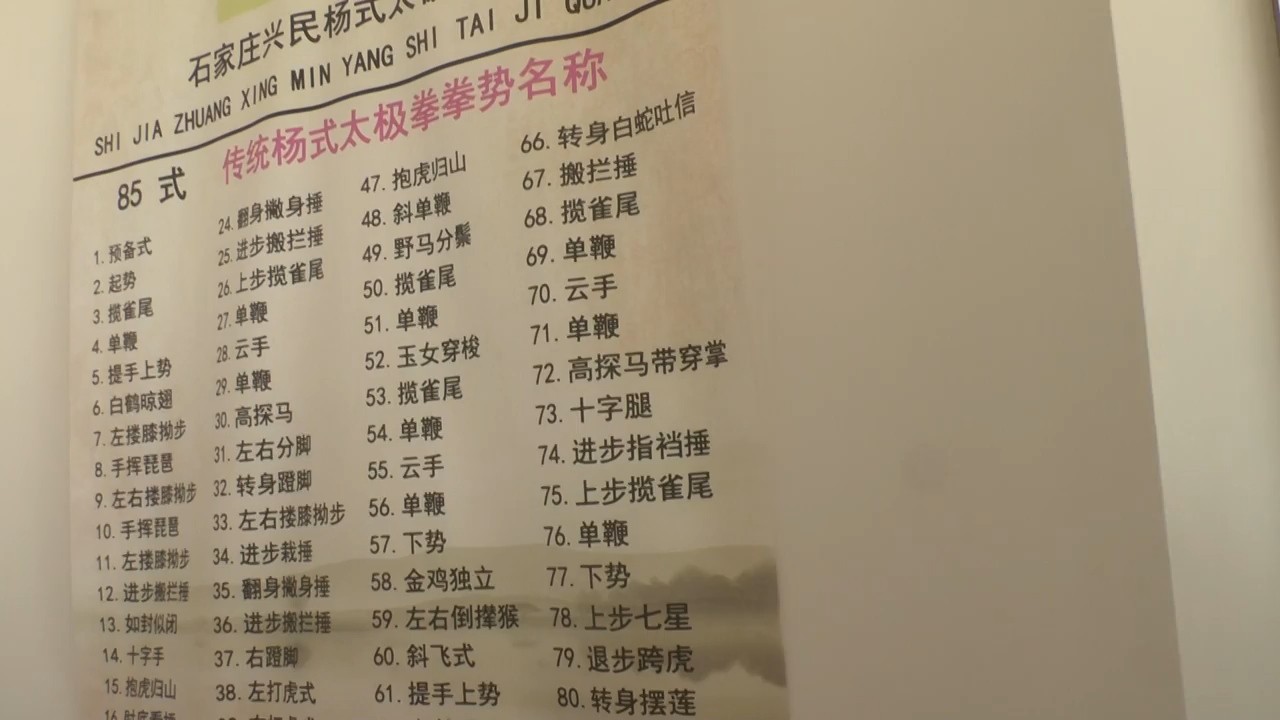 石家庄兴民杨式太
SHI JIA ZHUANG XING MIN YANG SHI TAI JI QUA
传统杨式太极拳拳势名称
85 式
1. 预备式
2. 起势
3. 揽雀尾
4. 单鞭
5. 提手上势
6. 白鹤晾翅
7. 左搂膝拗步
8. 手挥琵琶
9. 左右搂膝拗步
10. 手挥琵琶
11. 左搂膝拗步
12. 进步搬拦捶
13. 如封似闭
14. 十字手
15. 抱虎归山
24. 翻身撇身捶
25. 进步搬拦捶
26. 上步揽雀尾
27. 单鞭
28. 云手
29. 单鞭
30. 高探马
31. 左右分脚
32. 转身蹬脚
33. 左右搂膝拗步
34. 进步栽捶
35. 翻身撇身捶
36. 进步搬拦捶
37. 右蹬脚
38. 左打虎式
47. 抱虎归山
48. 斜单鞭
49. 野马分鬃
50. 揽雀尾
51. 单鞭
52. 玉女穿梭
53. 揽雀尾
54. 单鞭
55. 云手
56. 单鞭
57. 下势
58. 金鸡独立
59. 左右倒撵猴
60. 斜飞式
61. 提手上势
66. 转身白蛇吐信
67. 搬拦捶
68. 揽雀尾
69. 单鞭
70. 云手
71. 单鞭
72. 高探马带穿掌
73. 十字腿
74. 进步指裆捶
75. 上步揽雀尾
76. 单鞭
77. 下势
78. 上步七星
79. 退步跨虎
80. 转身摆莲